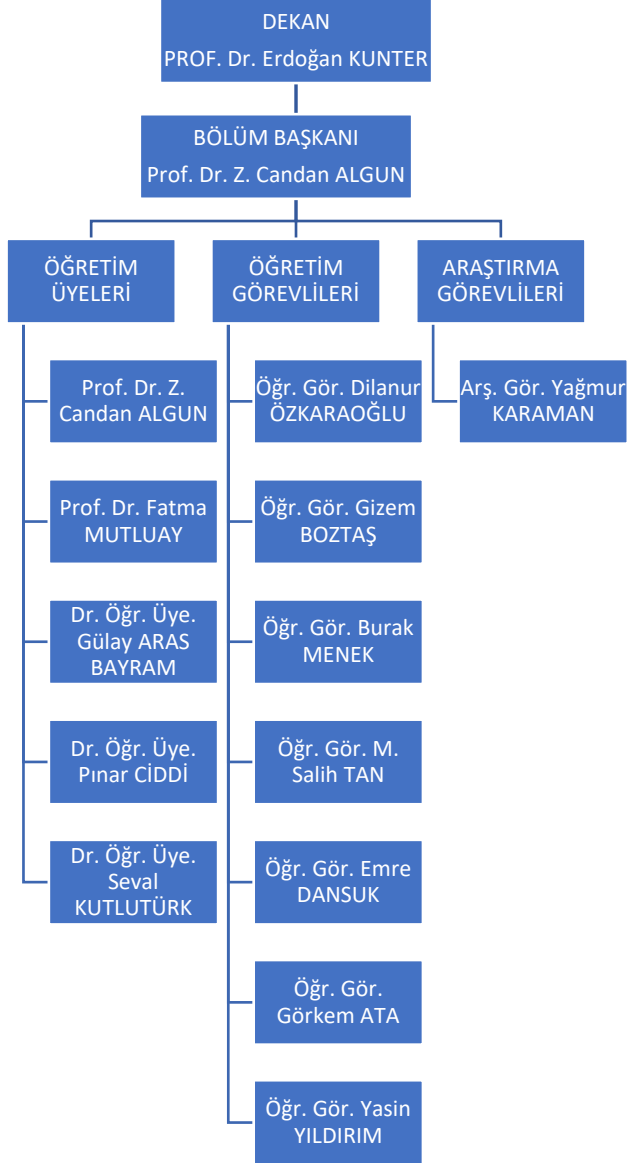 DEKAN
PROF. Dr. Erdoğan KUNTER
BÖLÜM BAŞKANI
Prof. Dr. Z. Candan ALGUN
ÖĞRETİM
ÜYELERİ
Prof. Dr. Z.
Candan ALGUN
Prof. Dr. Fatma
MUTLUAY
Dr. Öğr. Üye.
Gülay ARAS
BAYRAM
Dr. Öğr. Üye.
Pınar CİDDİ
Dr. Öğr. Üye.
Seval
KUTLUTÜRK
ÖĞRETİM
GÖREVLİLERİ
Öğr. Gör. Dilanur
ÖZKARAOĞLU
Öğr. Gör. Gizem
BOZTAŞ
Öğr. Gör. Burak
MENEK
Öğr. Gör. M.
Salih TAN
Öğr. Gör. Emre
DANSUK
Öğr. Gör.
Görkem ATA
Öğr. Gör. Yasin
YILDIRIM
ARAŞTIRMA
GÖREVLİLERİ
Arş. Gör. Yağmur
KARAMAN